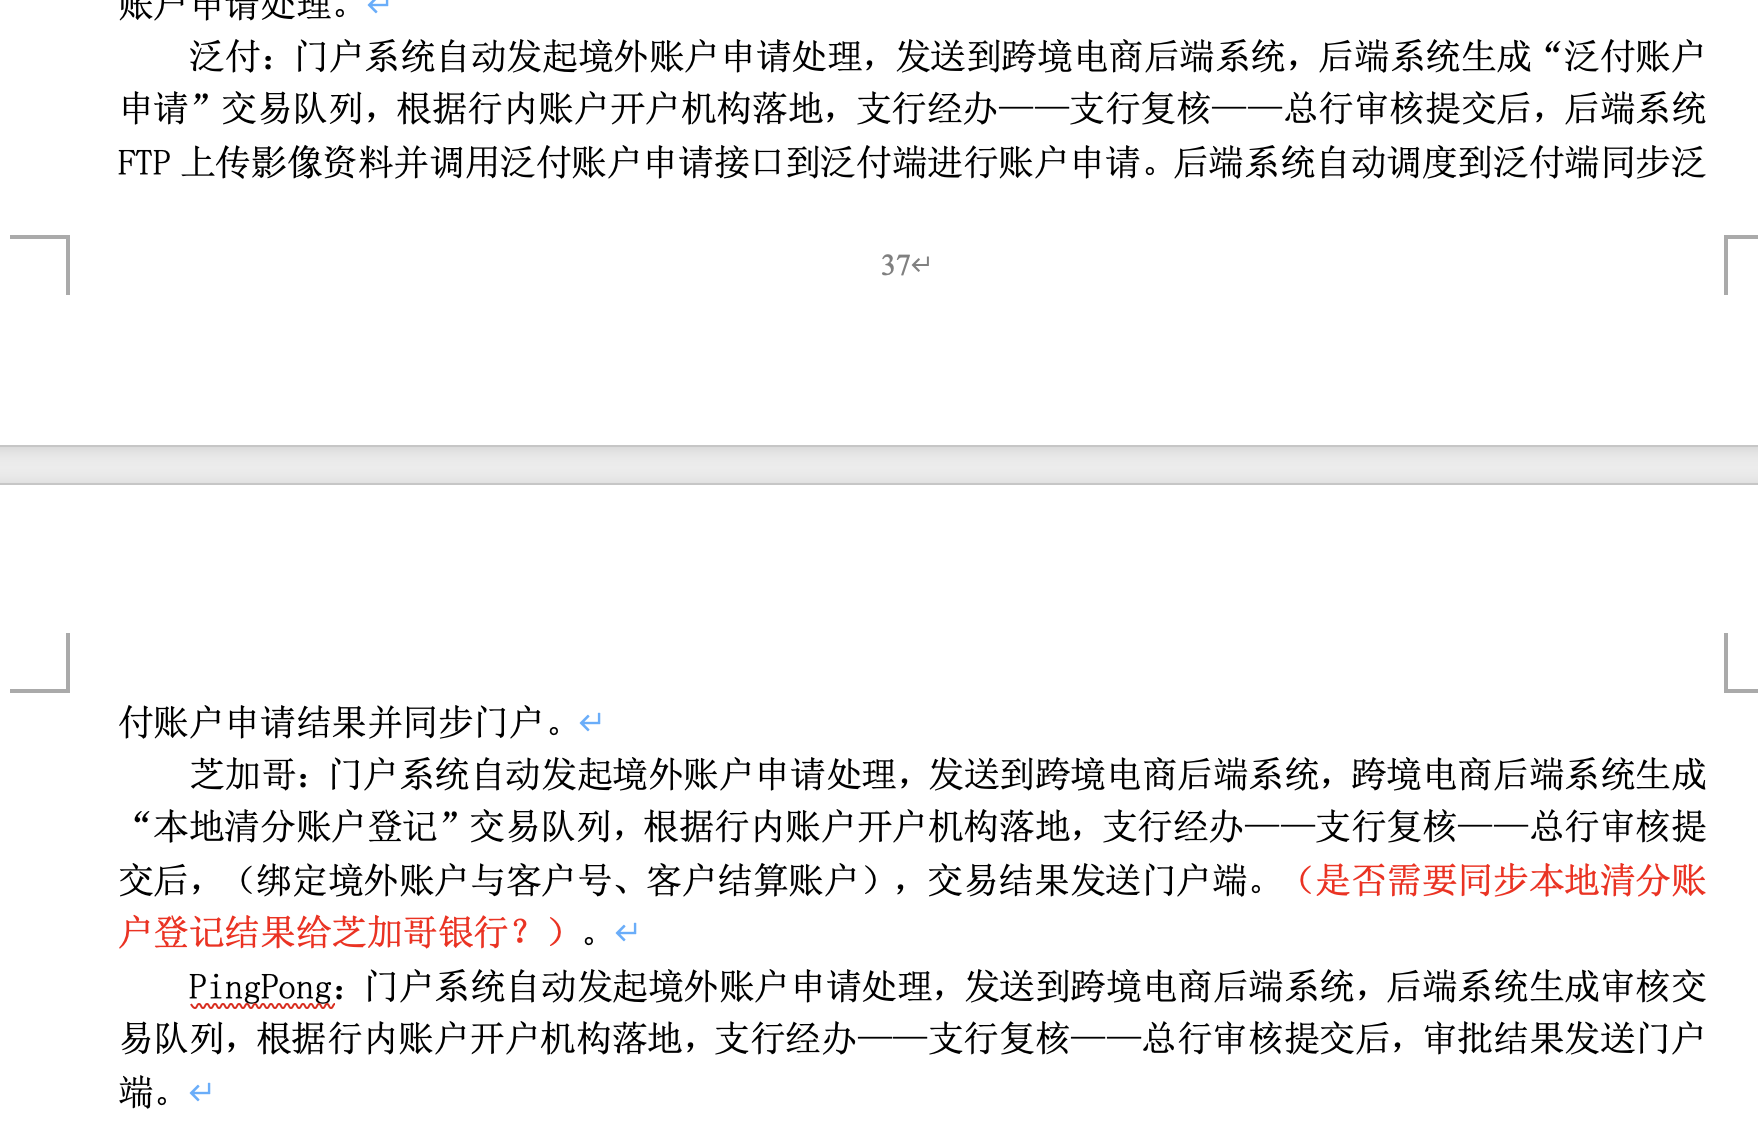 账户申请处理。
泛付：门户系统自动发起境外账户申请处理，发送到跨境电商后端系统，后端系统生成“泛付账户
申请”交易队列，根据行内账户开户机构落地，支行经办——支行复核——总行审核提交后，后端系统
FTP 上传影像资料并调用泛付账户申请接口到泛付端进行账户申请。后端系统自动调度到泛付端同步泛
37
付账户申请结果并同步门户。
芝加哥：门户系统自动发起境外账户申请处理，发送到跨境电商后端系统，跨境电商后端系统生成
“本地清分账户登记”交易队列，根据行内账户开户机构落地，支行经办——支行复核——总行审核提
交后，（绑定境外账户与客户号、客户结算账户），交易结果发送门户端。（是否需要同步本地清分账
户登记结果给芝加哥银行？）。
PingPong：门户系统自动发起境外账户申请处理，发送到跨境电商后端系统，后端系统生成审核交
易队列，根据行内账户开户机构落地，支行经办——支行复核——总行审核提交后，审批结果发送门户
端。